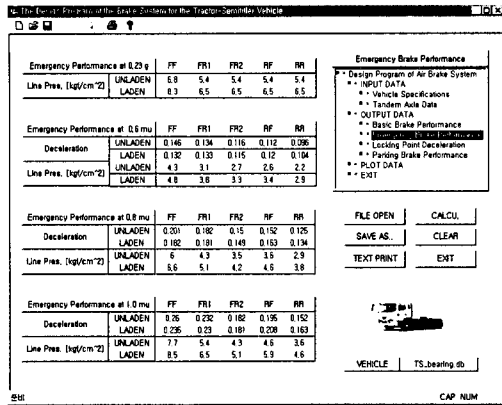 The Design Program of the Brake System for the Tractor-Semitrailer Vehicle
Emergency Performance at 0,23 g FF FR1 FR2 RF RR
Line Pres, [kgf/cm^2] UNLADEN 6,8 5,4 5,4 5,4 5,4
LADEN 8,3 6,5 6,5 6,5 6,5
Emergency Performance at 0,6 mu FF FR1 FR2 RF RR
Deceleration UNLADEN 0,146 0,134 0,116 0,112 0,096
LADEN 0,132 0,133 0,115 0,12 0,104
Line Pres, [kgf/cm^2] UNLADEN 4,3 3,1 2,7 2,6 2,2
LADEN 4,8 3,8 3,3 3,4 2,9
Emergency Performance at 0,8 mu FF FR1 FR2 RF RR
Deceleration UNLADEN 0,201 0,182 0,15 0,152 0,125
LADEN 0,182 0,181 0,149 0,163 0,134
Line Pres, [kgf/cm^2] UNLADEN 6 4,3 3,5 3,6 2,9
LADEN 6,6 5,1 4,2 4,6 3,8
Emergency Performance at 1,0 mu FF FR1 FR2 RF RR
Deceleration UNLADEN 0,26 0,232 0,182 0,195 0,152
LADEN 0,236 0,23 0,181 0,208 0,163
Line Pres, [kgf/cm^2] UNLADEN 7,7 5,4 4,3 4,6 3,6
LADEN 8,5 6,5 5,1 5,9 4,6
Emergency Brake Performance
Design Program of Air Brake System
INPUT DATA
Vehicle Specifications
Tandem Axle Data
OUTPUT DATA
Basic Brake Performance
Emergency Brake Performance
Locking Point Deceleration
Parking Brake Performance
PLOT DATA
EXIT
FILE OPEN CALCU,
SAVE AS,, CLEAR
TEXT PRINT EXIT
VEHICLE TS_bearing,db
준비 CAP NUM